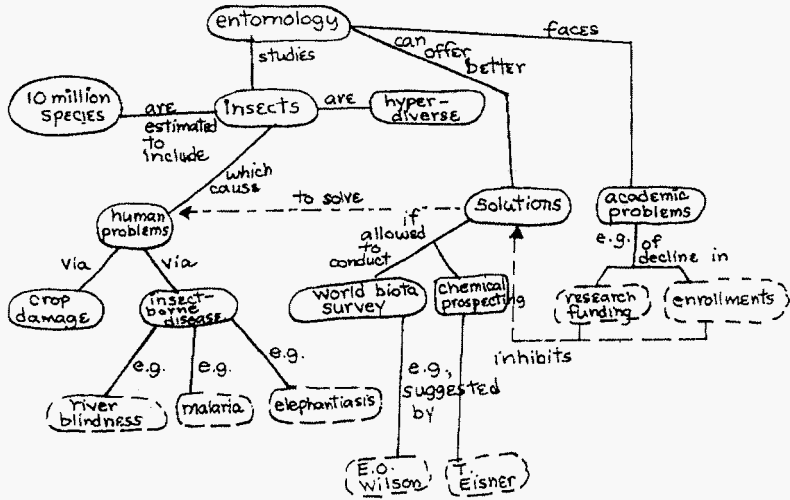 entomology
studies
can
offer
better
faces
10 million
species
are
estimated
to
include
insects
are
hyper-
diverse
which
cause
to solve
human
problems
solutions
academic
problems
if
allowed
to
conduct
e.g. of
decline in
via
via
crop
damage
insect-
borne
disease
world biota
survey
chemical
prospecting
research
funding
enrollments
inhibits
e.g.
e.g.
e.g.
river
blindness
malaria
elephantiasis
e.g.,
suggested
by
E.O.
Wilson
T.
Eisner